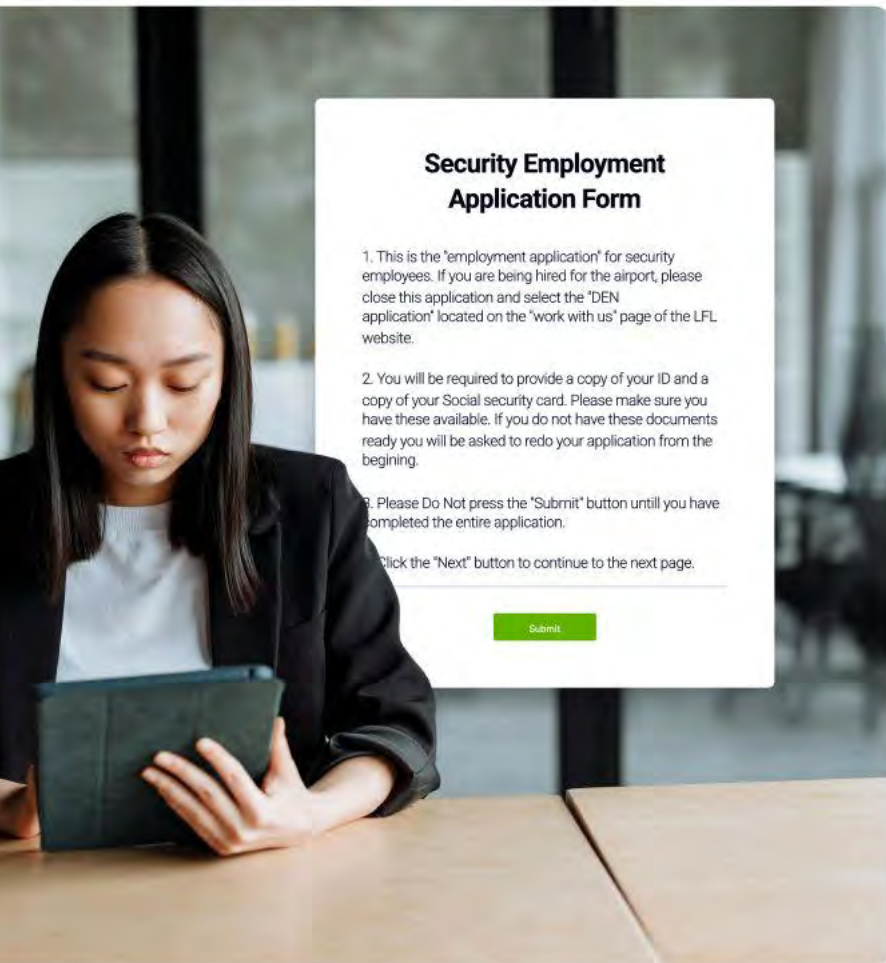 Security Employment
Application Form
1. This is the "employment application" for security
employees. If you are being hired for the airport, please
close this application and select the "DEN
application" located on the "work with us" page of the LFL
website.
2. You will be required to provide a copy of your ID and a
copy of your Social security card. Please make sure you
have these available. If you do not have these documents
ready you will be asked to redo your application from the
begining.
. Please Do Not press the "Submit" button untill you have
ompleted the entire application.
Click the "Next" button to continue to the next page.
Submit